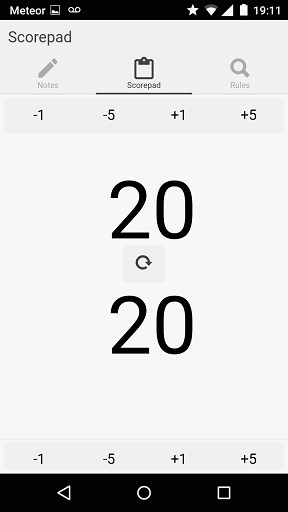 Meteor 19:11
Scorepad
Notes Scorepad Rules
-1 -5 +1 +5
20
20
-1 -5 +1 +5